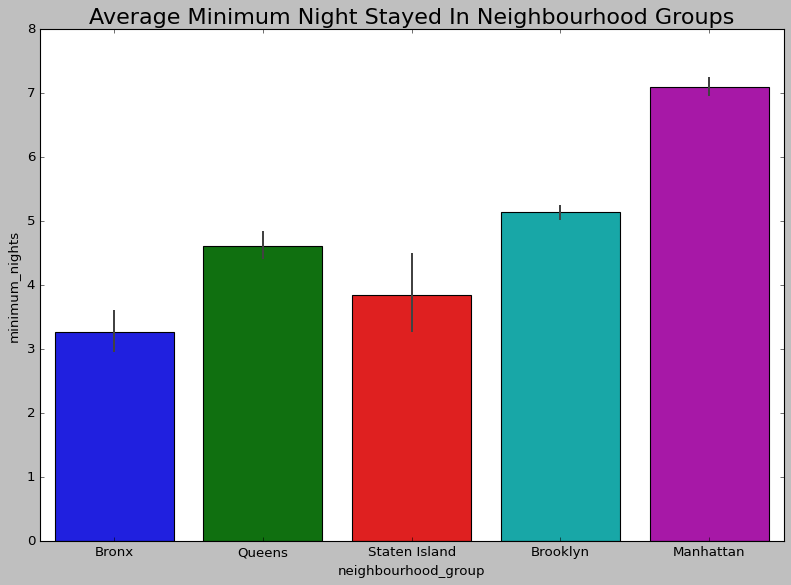 Average Minimum Night Stayed In Neighbourhood Groups
8
7
6
5
4
3
2
1
0
minimum_nights
Bronx Queens Staten Island Brooklyn Manhattan
neighbourhood_group